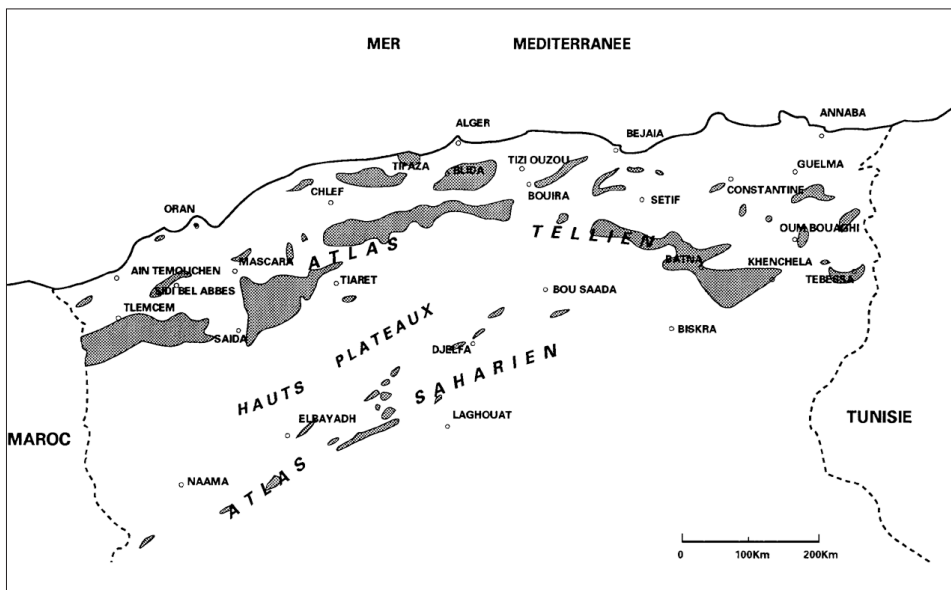 MER MEDITERRANEE
ANNABA
ALGER
BEJAIA
TIPAZA
TIZI OUZOU
GUELMA
BLIDA
CHLEF
BOUIRA
SETIF
CONSTANTINE
ORAN
OUM BOUAGHI
ATLAS TELLIEN
MASCARA
BATNA
KHENCHELA
AIN TEMOUCHEN
TIARET
TEBESSA
SIDI BEL ABBES
BOU SAADA
TLEMCEM
SAIDA
BISKRA
HAUTS PLATEAUX
DJELFA
ATLAS SAHARIEN
ELBAYADH
LAGHOUAT
MAROC
TUNISIE
NAAMA
0 100Km 200Km